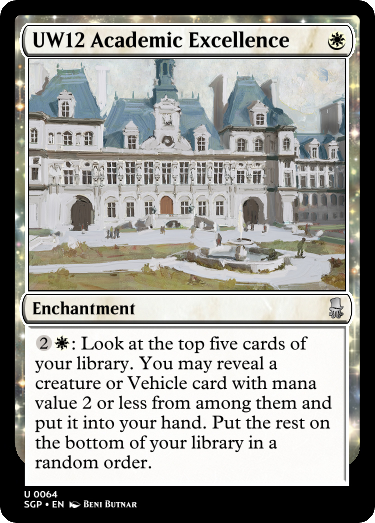 UW12 Academic Excellence
Enchantment
2 : Look at the top five cards of
your library. You may reveal a
creature or Vehicle card with mana
value 2 or less from among them and
put it into your hand. Put the rest on
the bottom of your library in a
random order.
U 0064
SGP • EN Beni Butnar